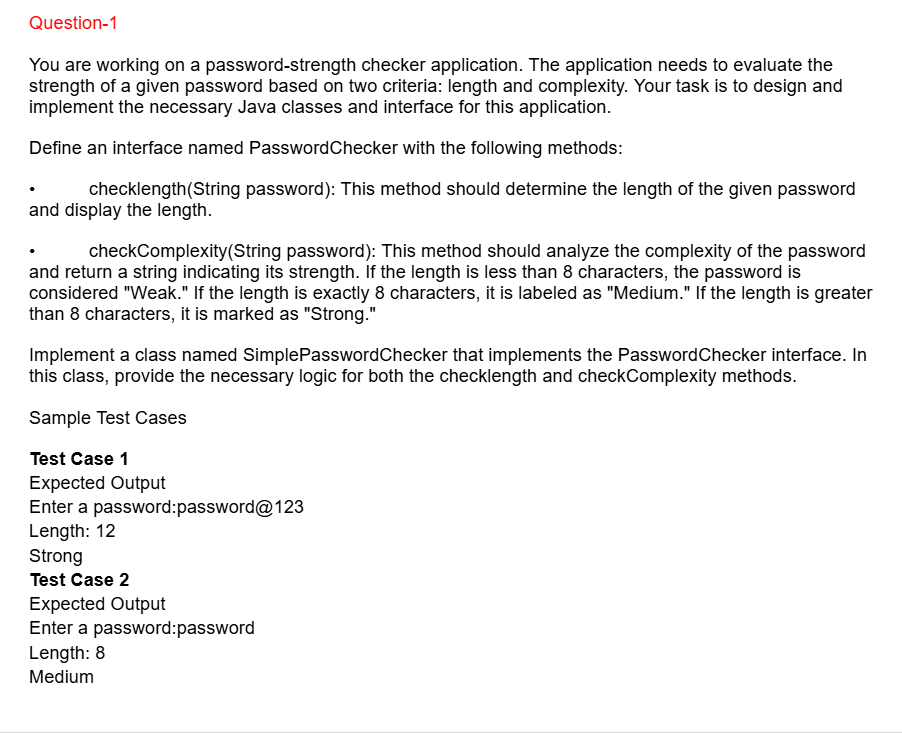 Question-1
You are working on a password-strength checker application. The application needs to evaluate the
strength of a given password based on two criteria: length and complexity. Your task is to design and
implement the necessary Java classes and interface for this application.
Define an interface named PasswordChecker with the following methods:
• checklength(String password): This method should determine the length of the given password
and display the length.
• checkComplexity(String password): This method should analyze the complexity of the password
and return a string indicating its strength. If the length is less than 8 characters, the password is
considered "Weak." If the length is exactly 8 characters, it is labeled as "Medium." If the length is greater
than 8 characters, it is marked as "Strong."
Implement a class named SimplePasswordChecker that implements the PasswordChecker interface. In
this class, provide the necessary logic for both the checklength and checkComplexity methods.
Sample Test Cases
Test Case 1
Expected Output
Enter a password:password@123
Length: 12
Strong
Test Case 2
Expected Output
Enter a password:password
Length: 8
Medium